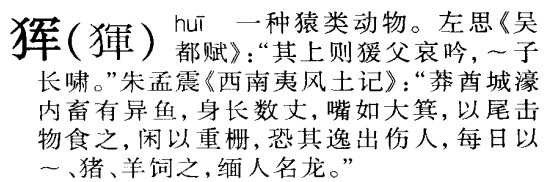 猚(獋) huī 一种猿类动物。左思《吴
都赋》:“其上则猨父哀吟,～子
长啸。”朱孟震《西南夷风土记》:“莽酋城濠
内畜有异鱼,身长数丈,嘴如大箕,以尾击
物食之,闲以重栅,恐其逸出伤人,每日以
～、猪、羊饲之,缅人名龙。”